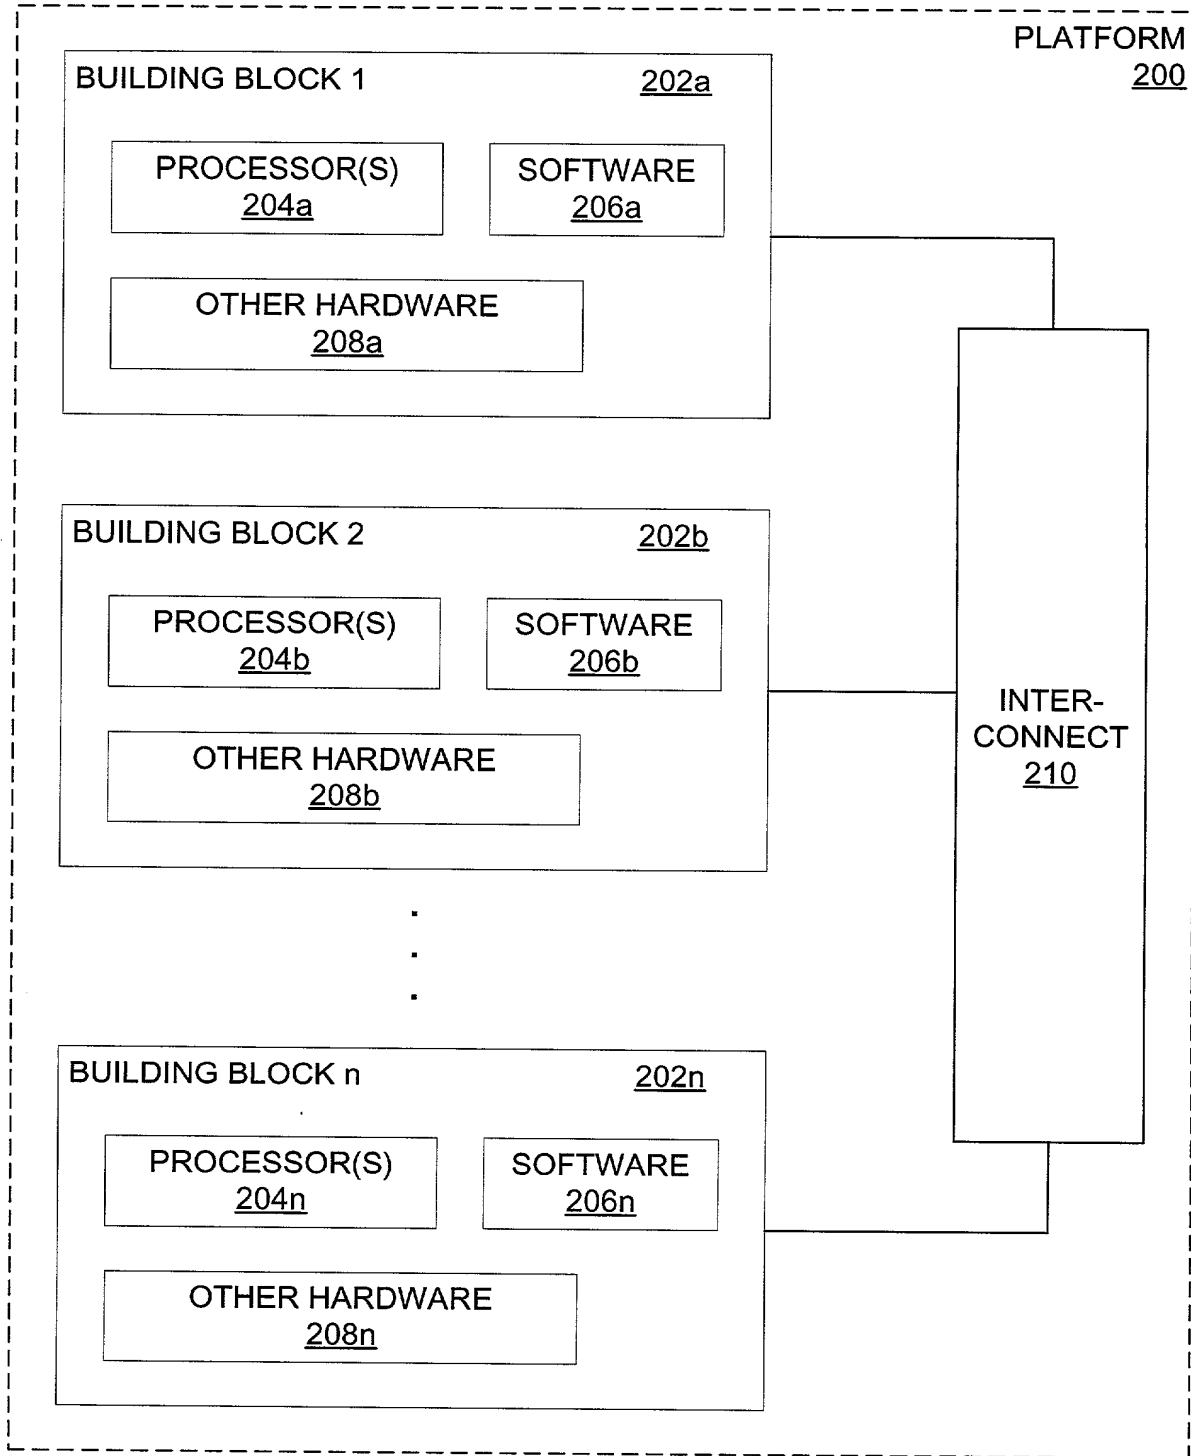 PLATFORM
200
BUILDING BLOCK 1 202a
PROCESSOR(S)
204a
SOFTWARE
206a
OTHER HARDWARE
208a
BUILDING BLOCK 2 202b
PROCESSOR(S)
204b
SOFTWARE
206b
OTHER HARDWARE
208b
INTER-
CONNECT
210
BUILDING BLOCK n 202n
PROCESSOR(S)
204n
SOFTWARE
206n
OTHER HARDWARE
208n